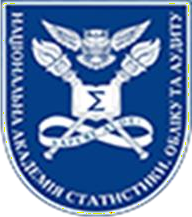 НАЦІОНАЛЬНА АКАДЕМІЯ СТАТИСТИКИ, ОБЛІКУ ТА АУДИТУ
Σ